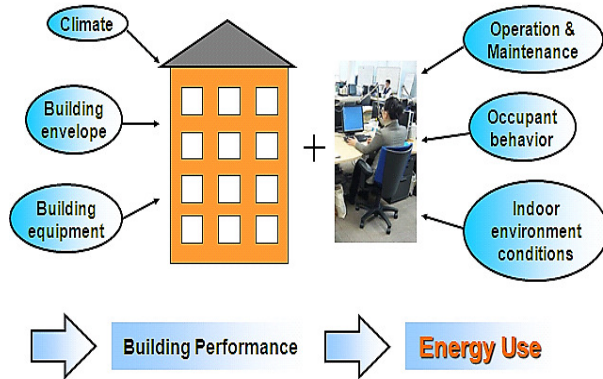 Climate
Building
envelope
Building
equipment
+
Operation &
Maintenance
Occupant
behavior
Indoor
environment
conditions
Building Performance
Energy Use